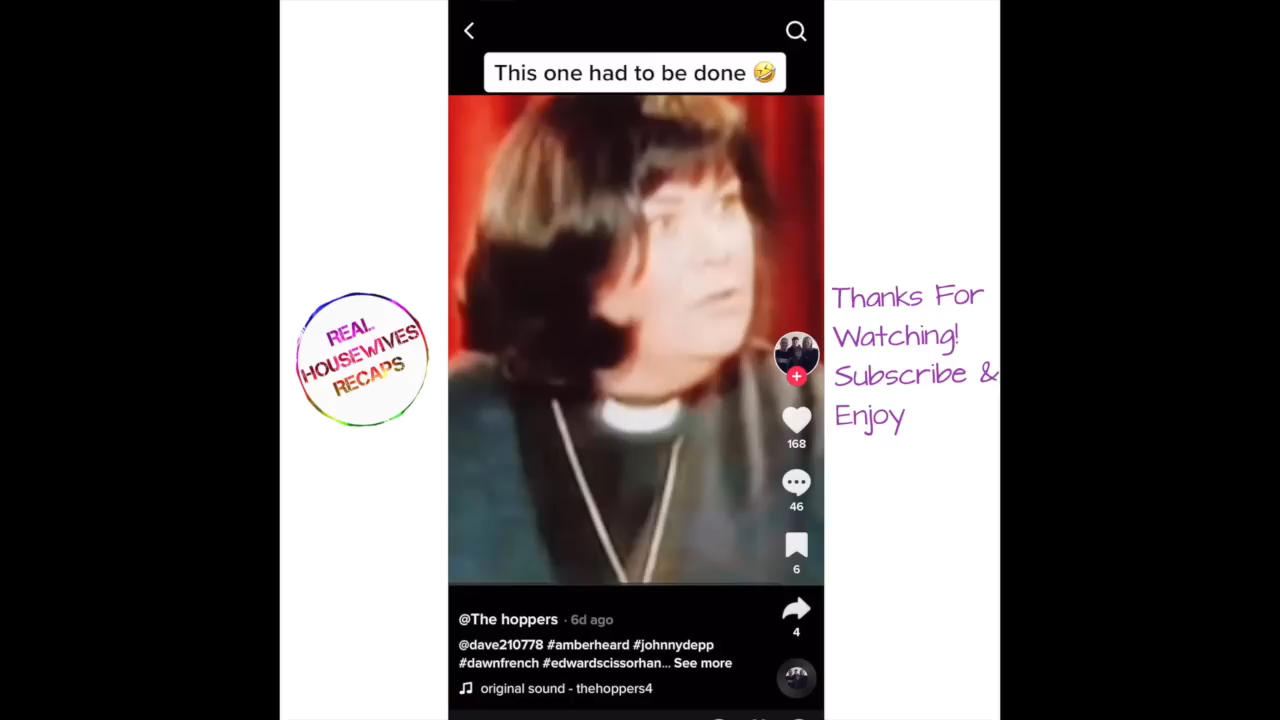 This one had to be done 🤣
REAL
HOUSEWIVES
RECAPS
Thanks For
Watching!
Subscribe &
Enjoy
168
46
6
4
@The hoppers · 6d ago
@dave210778 #amberheard #johnnydepp
#dawnfrench #edwardscissorhan... See more
original sound - thehoppers4